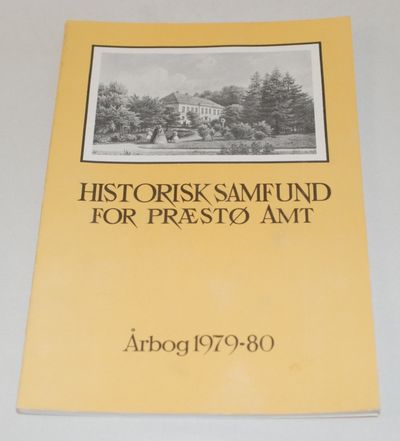 HISTORISK SAMFUND
FOR PRÆSTØ AMT
Årbog 1979-80